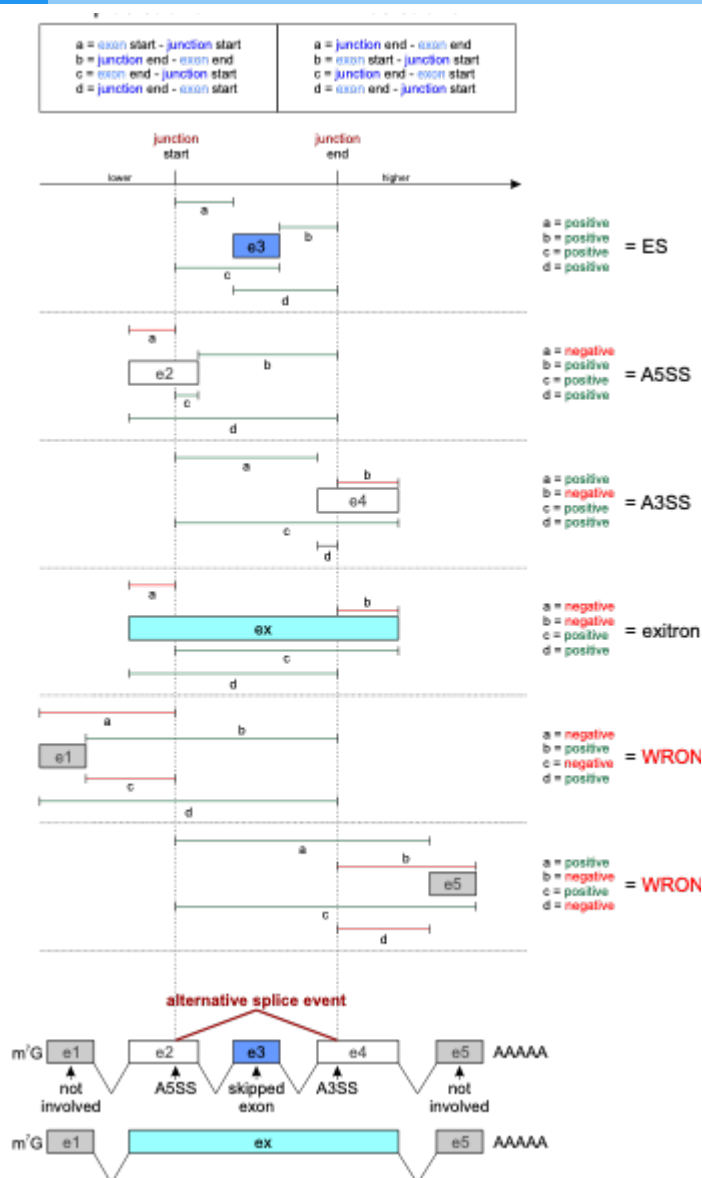 a = exon start - junction start
b = junction end - exon end
c = exon end - junction start
d = junction end - exon start
a = junction end - exon end
b = exon start - junction start
c = junction end - exon start
d = exon end - junction start
junction
start
junction
end
lower
higher
a
b
e3
c
d
a = positive
b = positive
c = positive
d = positive
= ES
a
b
e2
c
d
a = negative
b = positive
c = positive
d = positive
= A5SS
a
b
e4
c
d
a = positive
b = negative
c = positive
d = positive
= A3SS
a
b
ex
c
d
a = negative
b = negative
c = positive
d = positive
= exitron
a
b
e1
c
d
a = negative
b = positive
c = negative
d = positive
= WRON
a
b
e5
c
d
a = positive
b = negative
c = positive
d = negative
= WRON
alternative splice event
m⁷G e1 e2 e3 e4 e5 AAAAA
not involved
A5SS
skipped exon
A3SS
not involved
m⁷G e1 ex e5 AAAAA